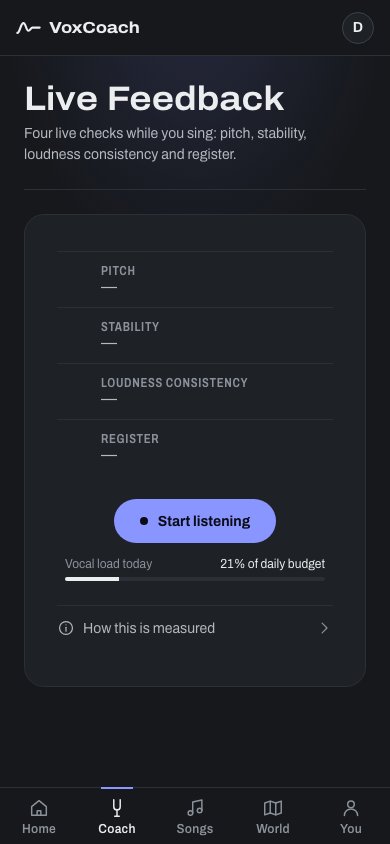 VoxCoach
D
Live Feedback
Four live checks while you sing: pitch, stability,
loudness consistency and register.
PITCH
—
STABILITY
—
LOUDNESS CONSISTENCY
—
REGISTER
—
Start listening
Vocal load today 21% of daily budget
How this is measured
Home Coach Songs World You